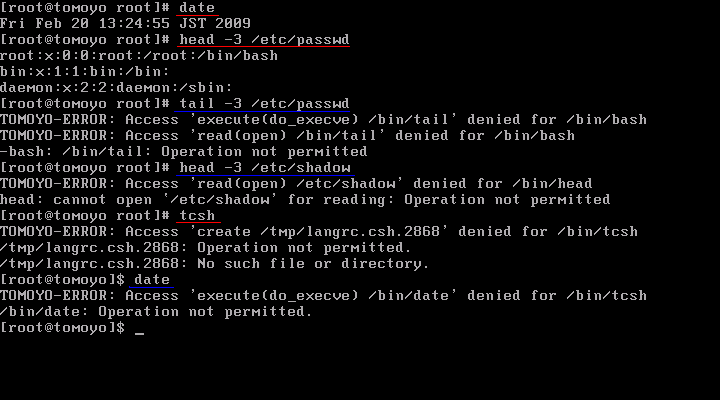 [root@tomoyo root]# date
Fri Feb 20 13:24:55 JST 2009
[root@tomoyo root]# head -3 /etc/passwd
root:x:0:0:root:/root:/bin/bash
bin:x:1:1:bin:/bin:
daemon:x:2:2:daemon:/sbin:
[root@tomoyo root]# tail -3 /etc/passwd
TOMOYO-ERROR: Access 'execute(do_execve) /bin/tail' denied for /bin/bash
TOMOYO-ERROR: Access 'read(open) /bin/tail' denied for /bin/bash
-bash: /bin/tail: Operation not permitted
[root@tomoyo root]# head -3 /etc/shadow
TOMOYO-ERROR: Access 'read(open) /etc/shadow' denied for /bin/head
head: cannot open `/etc/shadow' for reading: Operation not permitted
[root@tomoyo root]# tcsh
TOMOYO-ERROR: Access 'create /tmp/langrc.csh.2868' denied for /bin/tcsh
/tmp/langrc.csh.2868: Operation not permitted.
/tmp/langrc.csh.2868: No such file or directory.
[root@tomoyo]$ date
TOMOYO-ERROR: Access 'execute(do_execve) /bin/date' denied for /bin/tcsh
/bin/date: Operation not permitted.
[root@tomoyo]$ _